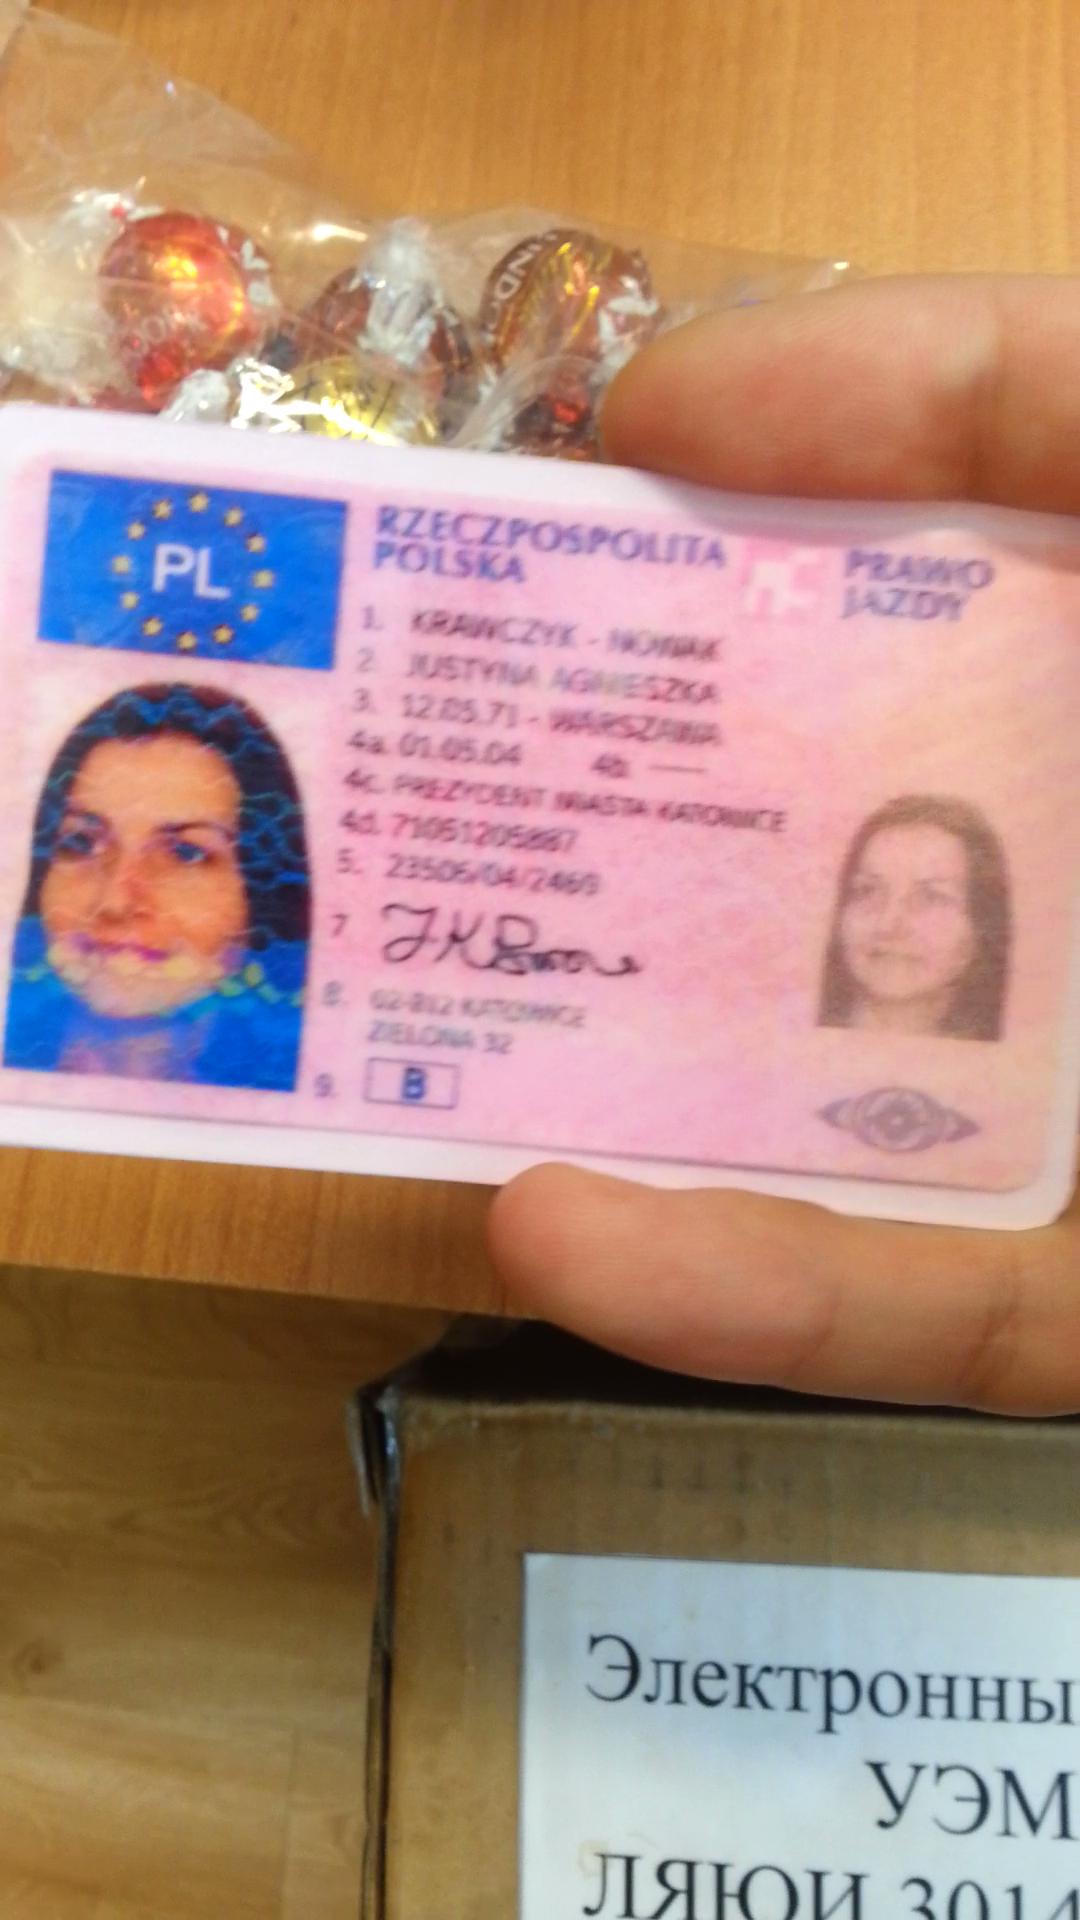 LIND
PL
RZECZPOSPOLITA
POLSKA
PRAWO
JAZDY
1. KRAWCZYK - NOWAK
2 JUSTYNA AGNIESZKA
3. 12.05.71 - WARSZAWA
4a. 01.05.04 4b. ——
4c. PREZYDENT MIASTA KATOWICE
4d. 71051205887
5. 23506/04/2469
7
8. 02-812 KATOWICE
ZIELONA 32
9. B
Электронны
УЭМ
ЛЯЮИ 3014